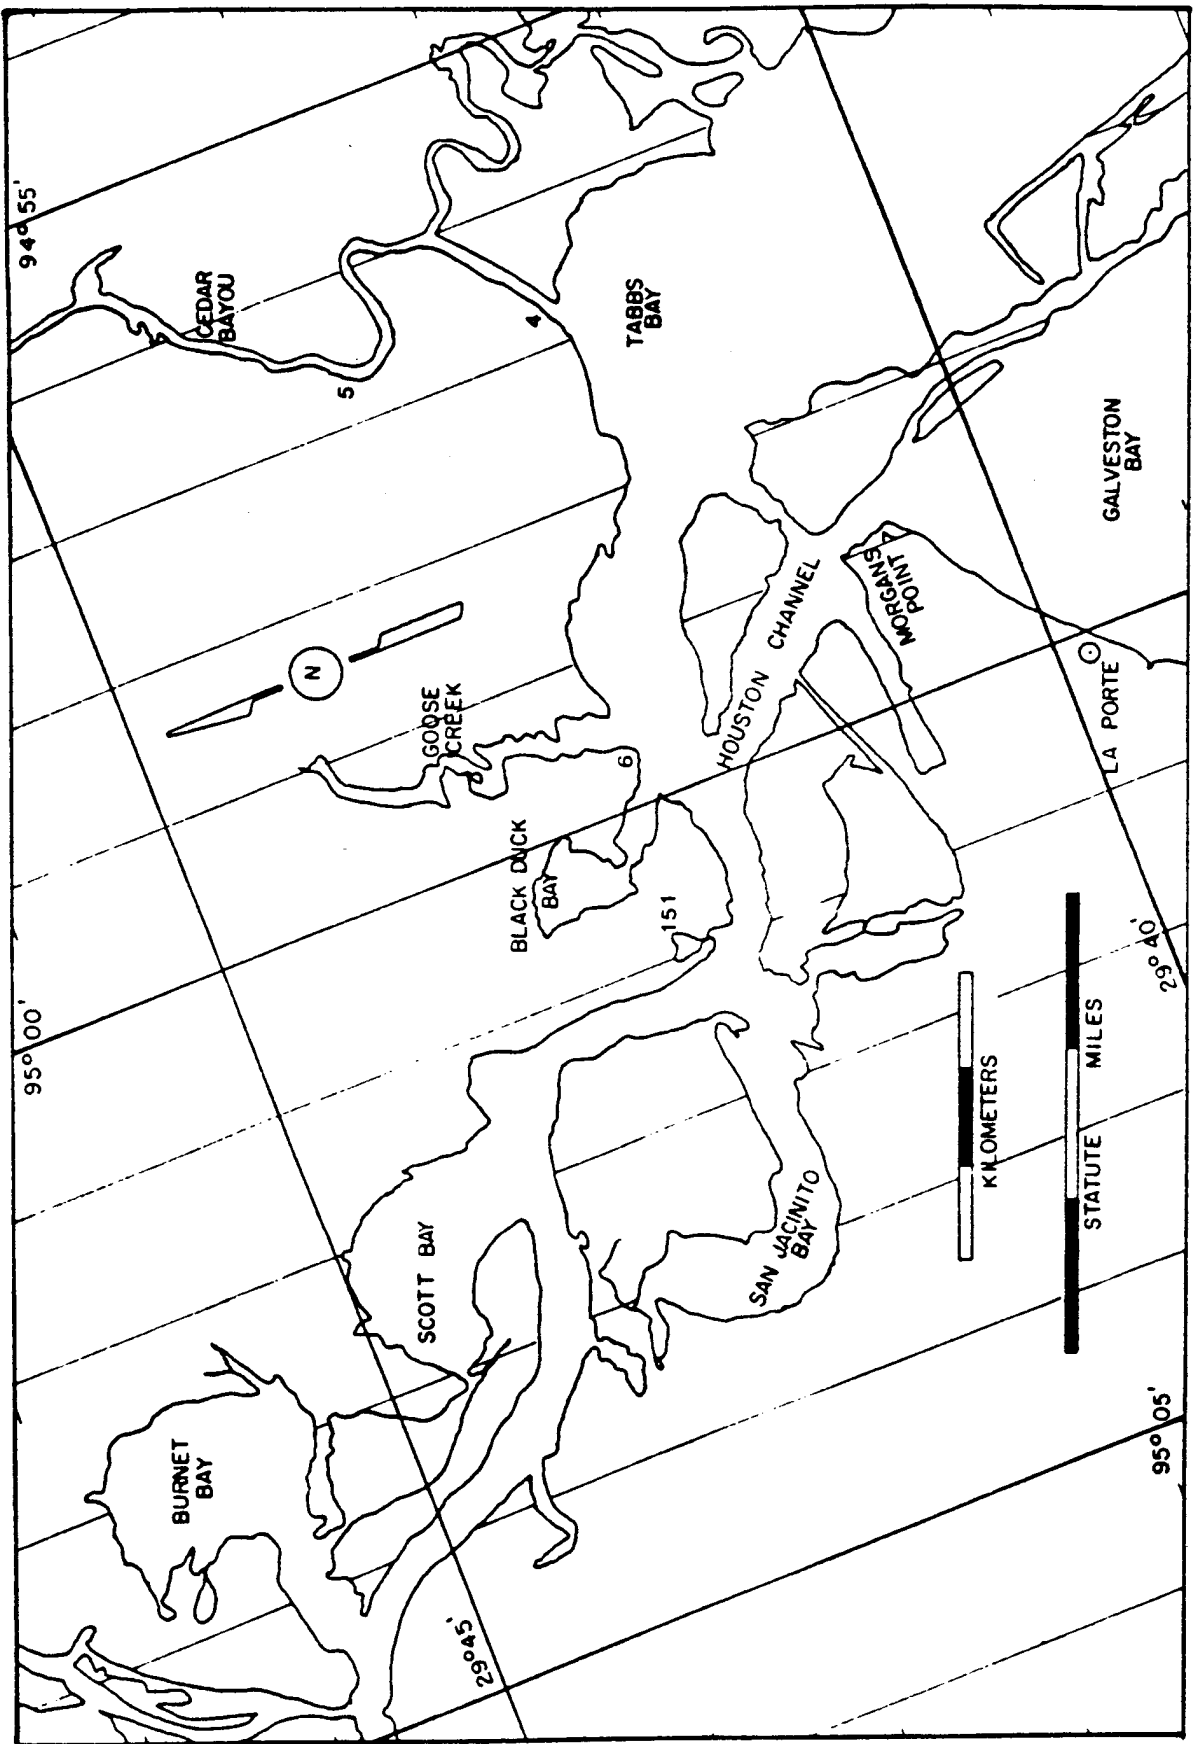 94° 55'
CEDAR
BAYOU
5
4
TABBS
BAY
GALVESTON
BAY
N
GOOSE
CREEK
8
6
HOUSTON CHANNEL
MORGANS
POINT
LA PORTE
BLACK DUCK
BAY
151
95° 00'
29° 40'
KILOMETERS
STATUTE MILES
SCOTT BAY
SAN JACINITO
BAY
BURNET
BAY
29° 45'
95° 05'